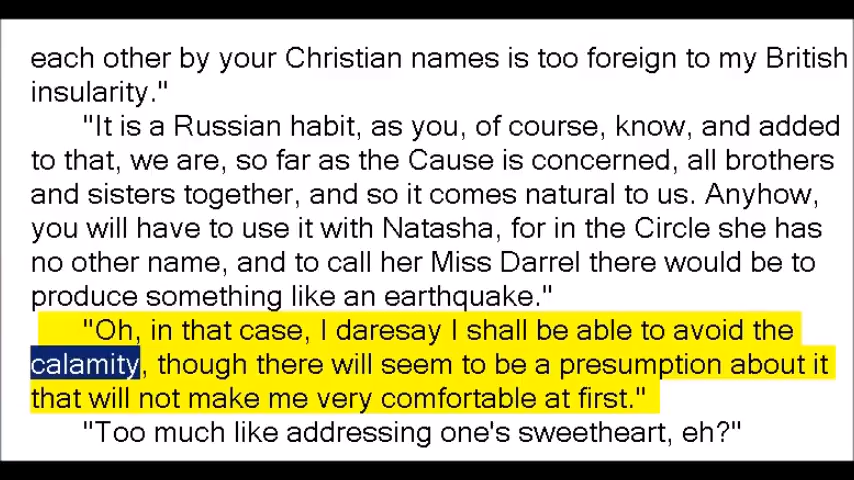 each other by your Christian names is too foreign to my British
insularity."
"It is a Russian habit, as you, of course, know, and added
to that, we are, so far as the Cause is concerned, all brothers
and sisters together, and so it comes natural to us. Anyhow,
you will have to use it with Natasha, for in the Circle she has
no other name, and to call her Miss Darrel there would be to
produce something like an earthquake."
"Oh, in that case, I daresay I shall be able to avoid the
calamity, though there will seem to be a presumption about it
that will not make me very comfortable at first."
"Too much like addressing one's sweetheart, eh?"